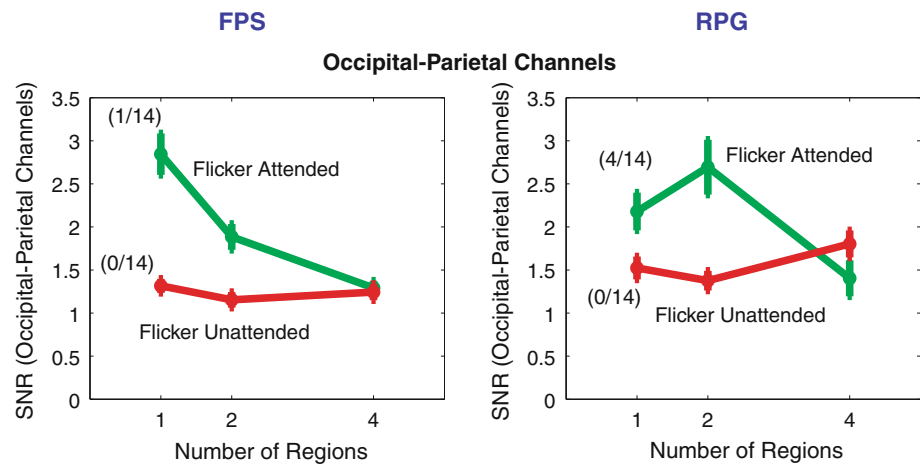 FPS
RPG
Occipital-Parietal Channels
SNR (Occipital-Parietal Channels)
3.5
3
2.5
2
1.5
1
0.5
0
(1/14)
Flicker Attended
(0/14)
Flicker Unattended
1
2
4
Number of Regions
SNR (Occipital-Parietal Channels)
3.5
3
2.5
2
1.5
1
0.5
0
(4/14)
Flicker Attended
(0/14)
Flicker Unattended
1
2
4
Number of Regions